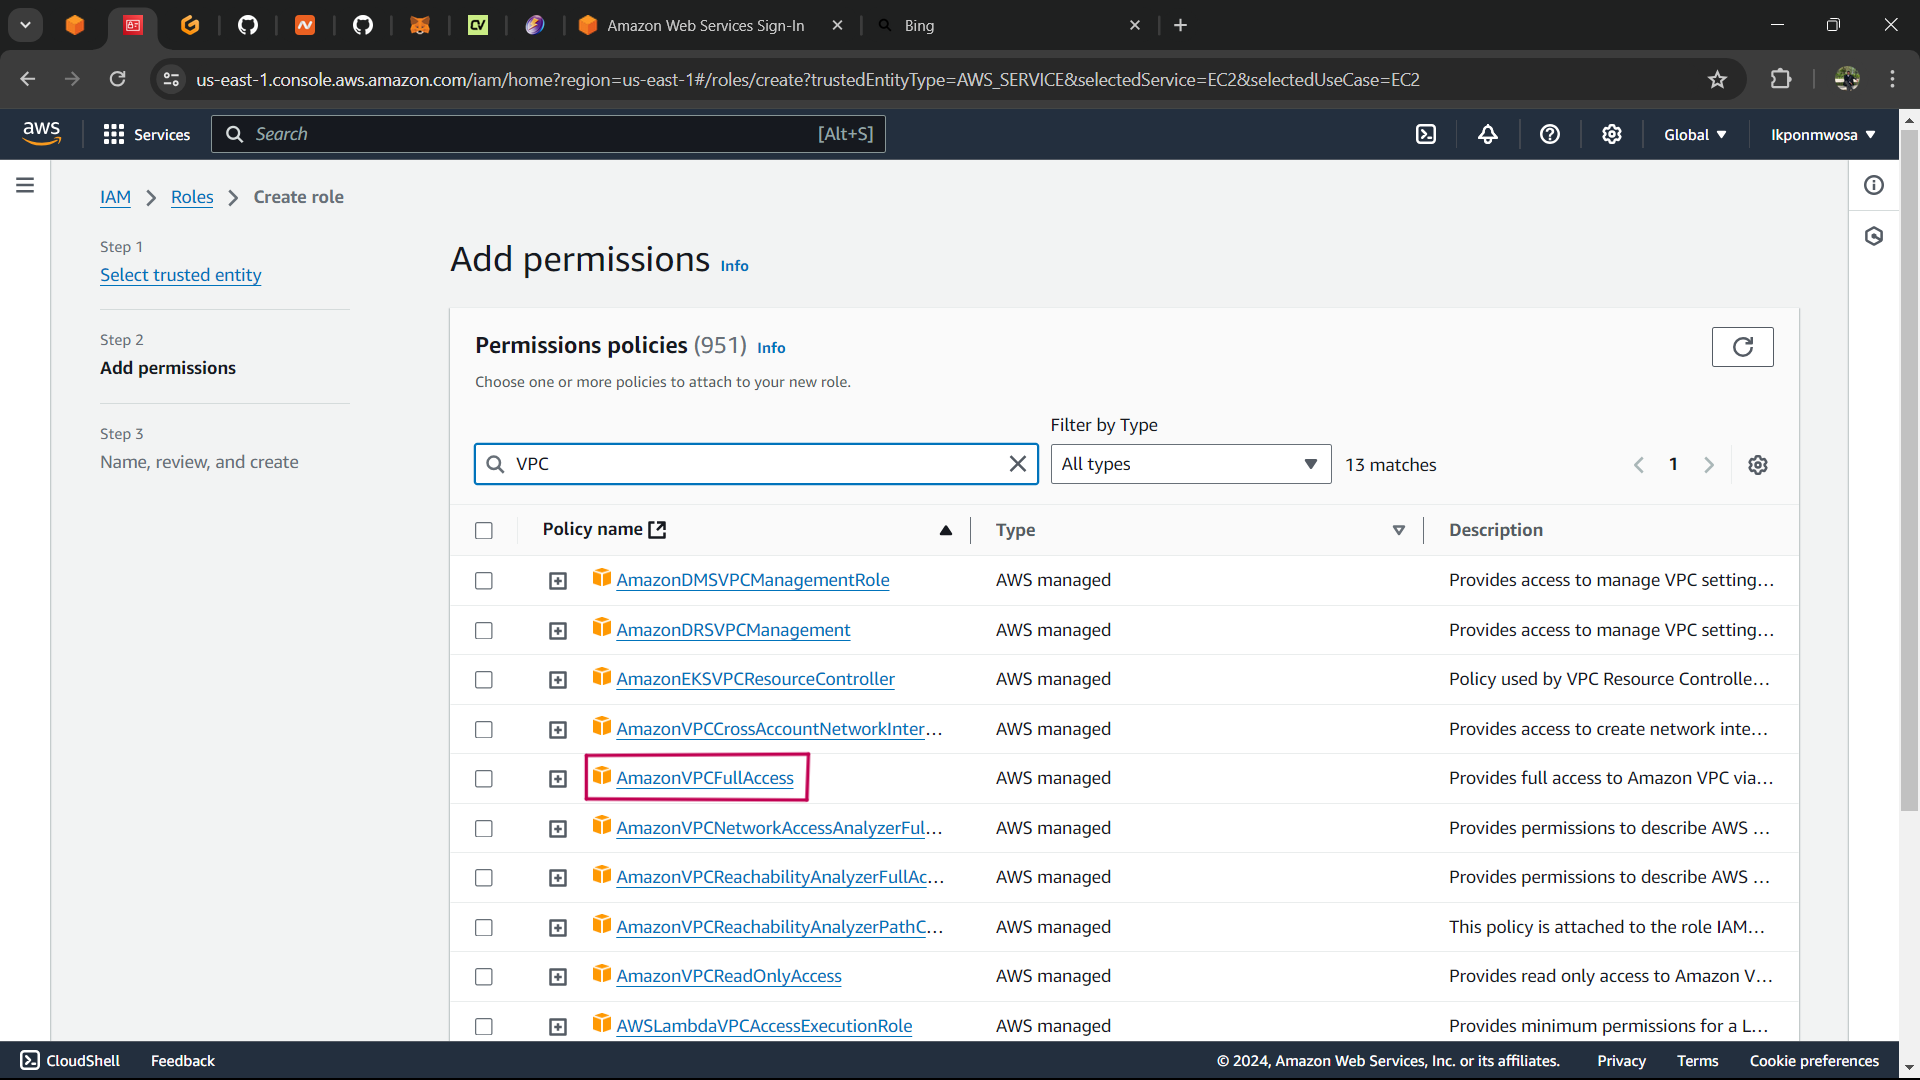 Amazon Web Services Sign-In
Bing
us-east-1.console.aws.amazon.com/iam/home?region=us-east-1#/roles/create?trustedEntityType=AWS_SERVICE&selectedService=EC2&selectedUseCase=EC2
aws
Services
Search
[Alt+S]
Global
Ikponmwosa
IAM
Roles
Create role
Step 1
Select trusted entity
Step 2
Add permissions
Step 3
Name, review, and create
Add permissions Info
Permissions policies (951) Info
Choose one or more policies to attach to your new role.
Filter by Type
VPC
All types
13 matches
1
Policy name Type Description
AmazonDMSVPCManagementRole AWS managed Provides access to manage VPC setting...
AmazonDRSVPCManagement AWS managed Provides access to manage VPC setting...
AmazonEKSVPCResourceController AWS managed Policy used by VPC Resource Controlle...
AmazonVPCCrossAccountNetworkInter... AWS managed Provides access to create network inte...
AmazonVPCFullAccess AWS managed Provides full access to Amazon VPC via...
AmazonVPCNetworkAccessAnalyzerFul... AWS managed Provides permissions to describe AWS ...
AmazonVPCReachabilityAnalyzerFullAc... AWS managed Provides permissions to describe AWS ...
AmazonVPCReachabilityAnalyzerPathC... AWS managed This policy is attached to the role IAM...
AmazonVPCReadOnlyAccess AWS managed Provides read only access to Amazon V...
AWSLambdaVPCAccessExecutionRole AWS managed Provides minimum permissions for a L...
CloudShell
Feedback
© 2024, Amazon Web Services, Inc. or its affiliates.
Privacy
Terms
Cookie preferences